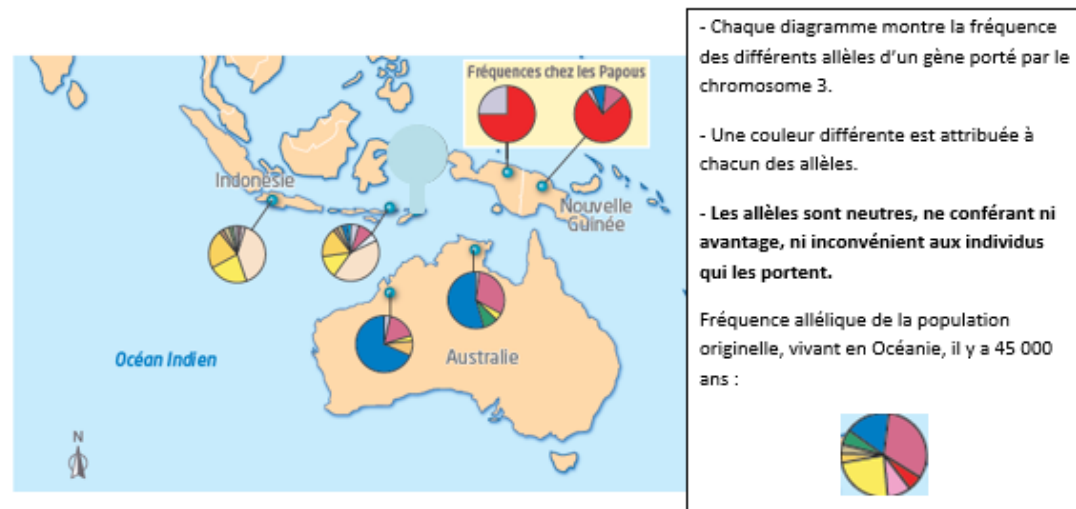 Fréquences chez les Papous
Indonésie
Nouvelle
Guinée
Océan Indien
Australie
N
- Chaque diagramme montre la fréquence
des différents allèles d'un gène porté par le
chromosome 3.
- Une couleur différente est attribuée à
chacun des allèles.
- Les allèles sont neutres, ne conférant ni
avantage, ni inconvénient aux individus
qui les portent.
Fréquence allélique de la population
originelle, vivant en Océanie, il y a 45 000
ans :